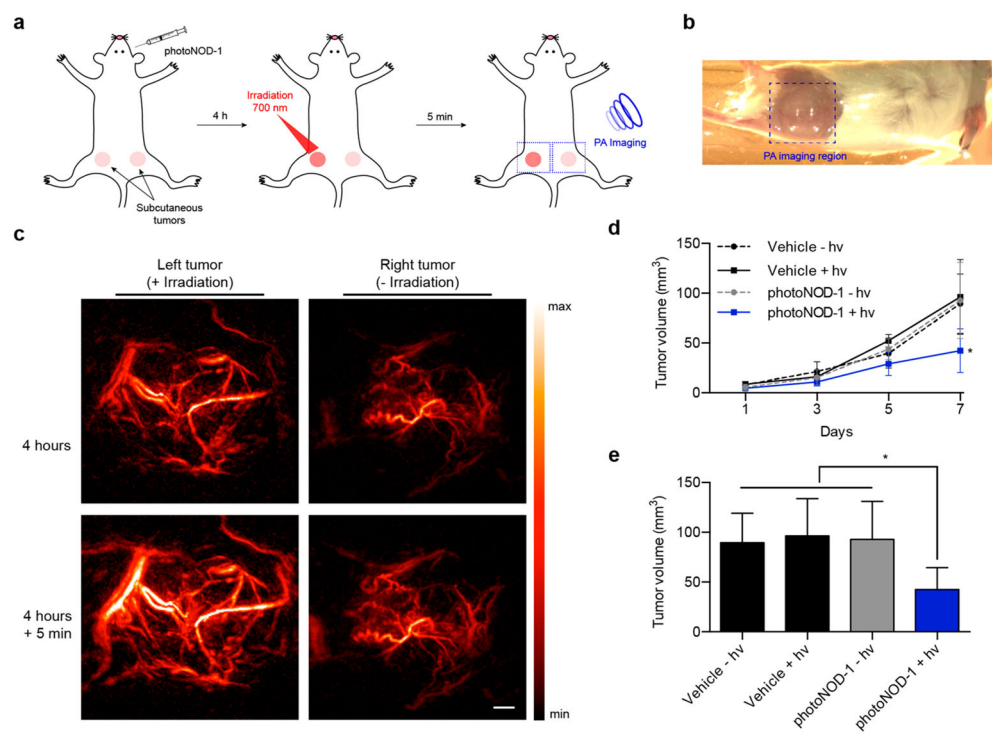 a
photoNOD-1
4 h
Irradiation
700 nm
5 min
PA Imaging
Subcutaneous
tumors
b
PA imaging region
c
Left tumor
(+ Irradiation)
Right tumor
(- Irradiation)
4 hours
4 hours
+ 5 min
max
min
d
Tumor volume (mm³)
150
100
50
0
1
3
5
7
Days
Vehicle - hv
Vehicle + hv
photoNOD-1 - hv
photoNOD-1 + hv
*
e
Tumor volume (mm³)
150
100
50
0
*
Vehicle - hv
Vehicle + hv
photoNOD-1 - hv
photoNOD-1 + hv